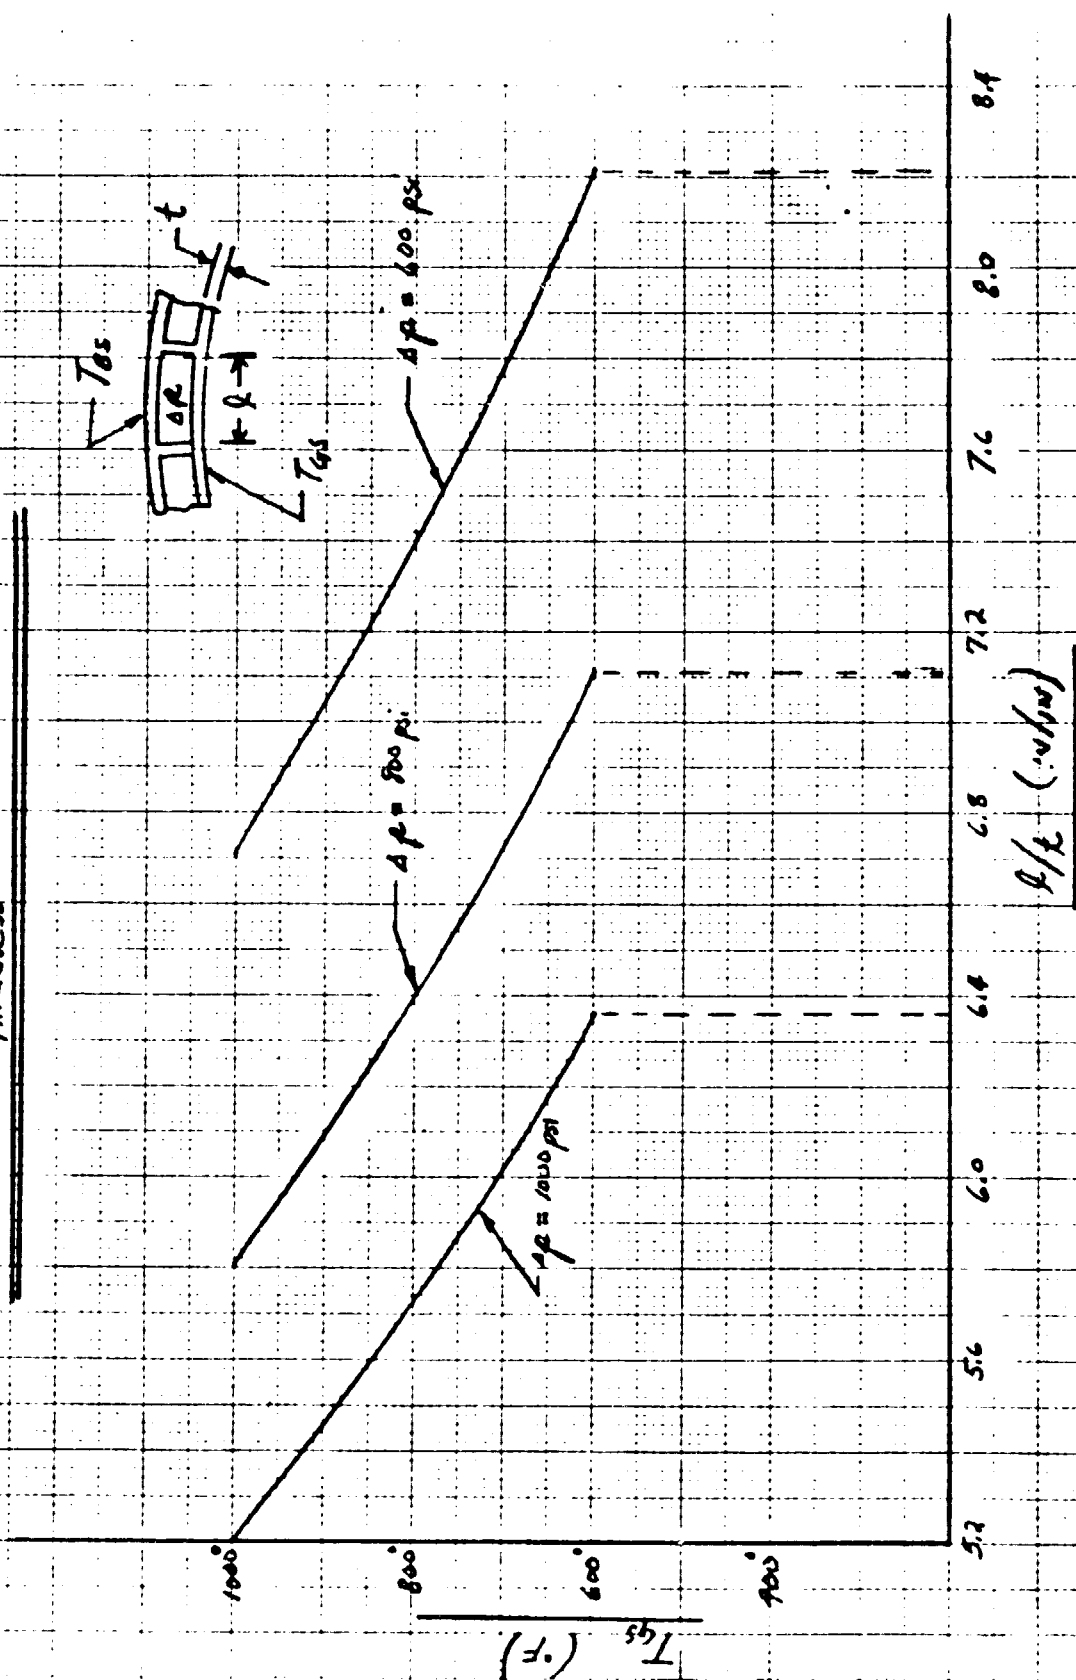 T_BS
t
Δp
← l →
T_GS
Δp = 600 psi
Δp = 800 psi
Δp = 1000 psi
1000°
800°
600°
400°
T_GS
(°F)
5.2 5.6 6.0 6.4 6.8 7.2 7.6 8.0 8.4
l/t (in/in)